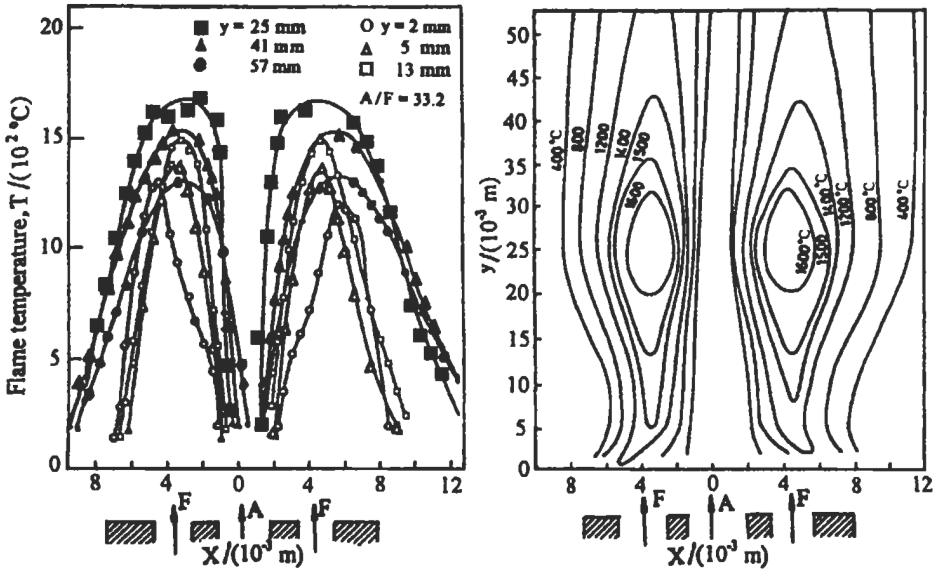 20
15
10
5
0
Flame temperature, T /(10² °C)
■ y = 25 mm
▲ 41 mm
● 57 mm
○ y = 2 mm
△ 5 mm
□ 13 mm
A/F = 33.2
8 4 0 4 8 12
F A F
X/(10⁻³ m)
50
45
40
35
30
25
20
15
10
5
0
y/(10⁻³ m)
400°C
800
1200
1400
1500
1600
1600°C
1500
1400°C
1200°C
800°C
400°C
8 4 0 4 8 12
F A F
X/(10⁻³ m)